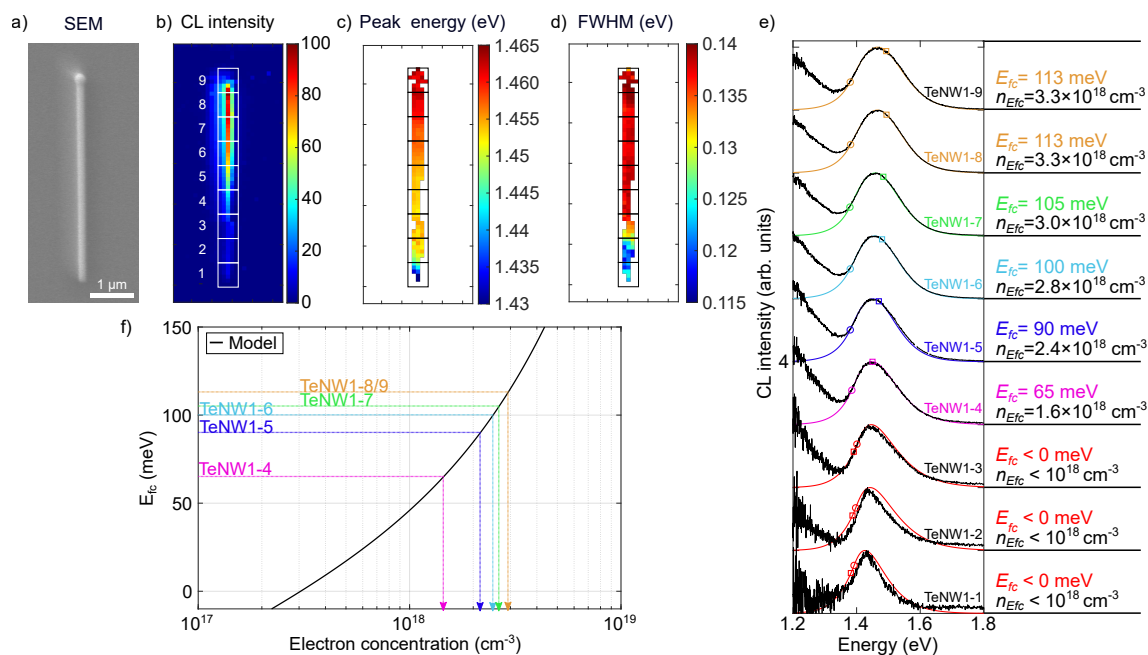 a) SEM
1 µm
b) CL intensity
9
8
7
6
5
4
3
2
1
100
80
60
40
20
0
c) Peak energy (eV)
1.465
1.46
1.455
1.45
1.445
1.44
1.435
1.43
d) FWHM (eV)
0.14
0.135
0.13
0.125
0.12
0.115
e)
CL intensity (arb. units)
4
TeNW1-9
E_fc= 113 meV
n_Efc=3.3×10^18 cm^-3
TeNW1-8
E_fc= 113 meV
n_Efc=3.3×10^18 cm^-3
TeNW1-7
E_fc= 105 meV
n_Efc=3.0×10^18 cm^-3
TeNW1-6
E_fc= 100 meV
n_Efc=2.8×10^18 cm^-3
TeNW1-5
E_fc= 90 meV
n_Efc=2.4×10^18 cm^-3
TeNW1-4
E_fc= 65 meV
n_Efc=1.6×10^18 cm^-3
TeNW1-3
E_fc < 0 meV
n_Efc < 10^18 cm^-3
TeNW1-2
E_fc < 0 meV
n_Efc < 10^18 cm^-3
TeNW1-1
E_fc < 0 meV
n_Efc < 10^18 cm^-3
1.2 1.4 1.6 1.8
Energy (eV)
f)
E_fc (meV)
150
100
50
0
Model
TeNW1-8/9
TeNW1-7
TeNW1-6
TeNW1-5
TeNW1-4
10^17 10^18 10^19
Electron concentration (cm^-3)